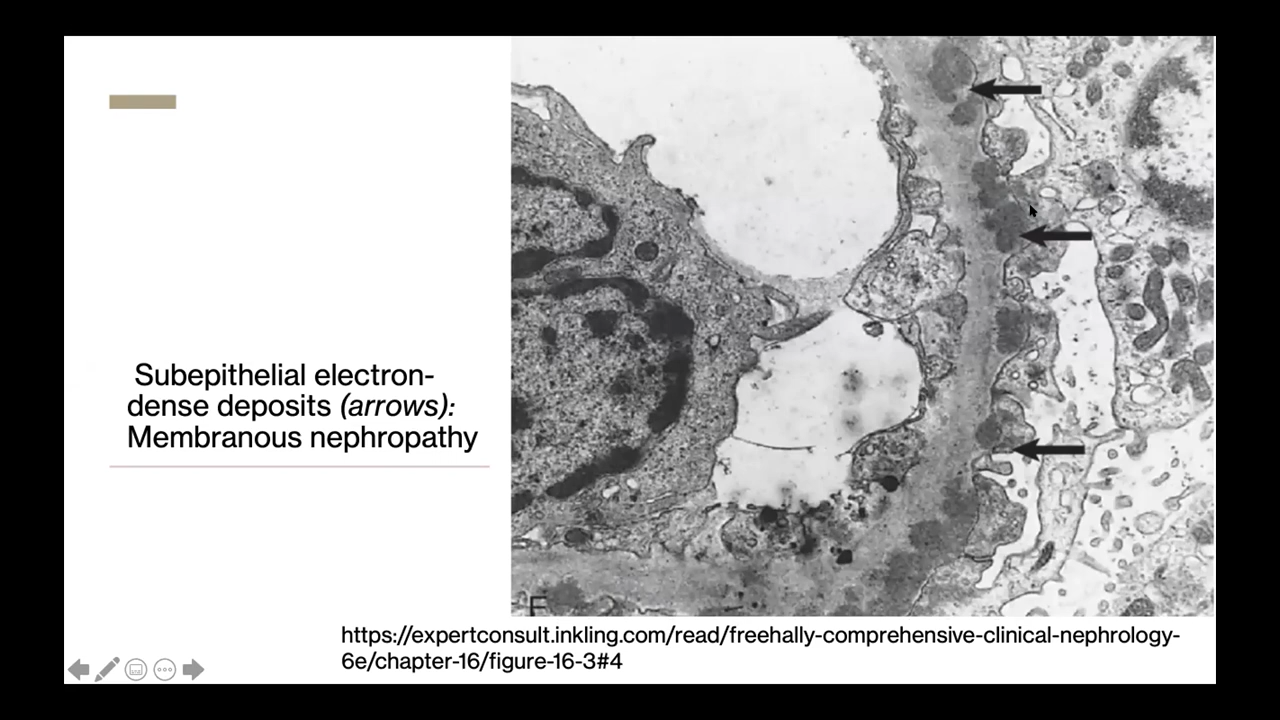 Subepithelial electron-
dense deposits (arrows):
Membranous nephropathy
F
https://expertconsult.inkling.com/read/freehally-comprehensive-clinical-nephrology-
6e/chapter-16/figure-16-3#4